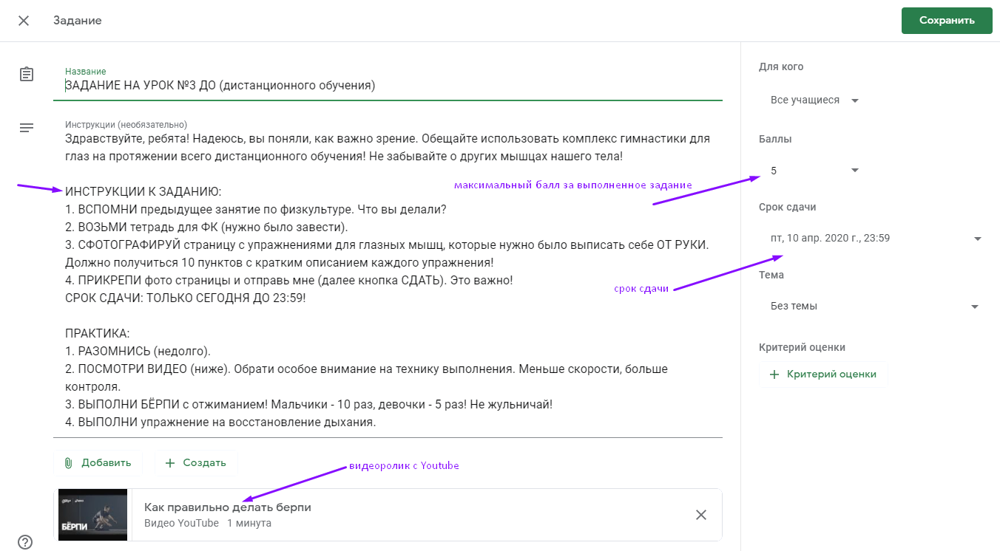 Задание
Сохранить
Название
ЗАДАНИЕ НА УРОК №3 ДО (дистанционного обучения)
Инструкции (необязательно)
Здравствуйте, ребята! Надеюсь, вы поняли, как важно зрение. Обещайте использовать комплекс гимнастики для
глаз на протяжении всего дистанционного обучения! Не забывайте о других мышцах нашего тела!
ИНСТРУКЦИИ К ЗАДАНИЮ:
1. ВСПОМНИ предыдущее занятие по физкультуре. Что вы делали?
2. ВОЗЬМИ тетрадь для ФК (нужно было завести).
3. СФОТОГРАФИРУЙ страницу с упражнениями для глазных мышц, которые нужно было выписать себе ОТ РУКИ.
Должно получиться 10 пунктов с кратким описанием каждого упражнения!
4. ПРИКРЕПИ фото страницы и отправь мне (далее кнопка СДАТЬ). Это важно!
СРОК СДАЧИ: ТОЛЬКО СЕГОДНЯ ДО 23:59!
ПРАКТИКА:
1. РАЗОМНИСЬ (недолго).
2. ПОСМОТРИ ВИДЕО (ниже). Обрати особое внимание на технику выполнения. Меньше скорости, больше
контроля.
3. ВЫПОЛНИ БЁРПИ с отжиманием! Мальчики - 10 раз, девочки - 5 раз! Не жульничай!
4. ВЫПОЛНИ упражнение на восстановление дыхания.
Добавить
Создать
видеоролик с Youtube
БЁРПИ
Как правильно делать берпи
Видео YouTube 1 минута
Для кого
Все учащиеся
Баллы
максимальный балл за выполненное задание
5
Срок сдачи
пт, 10 апр. 2020 г., 23:59
срок сдачи
Тема
Без темы
Критерий оценки
Критерий оценки